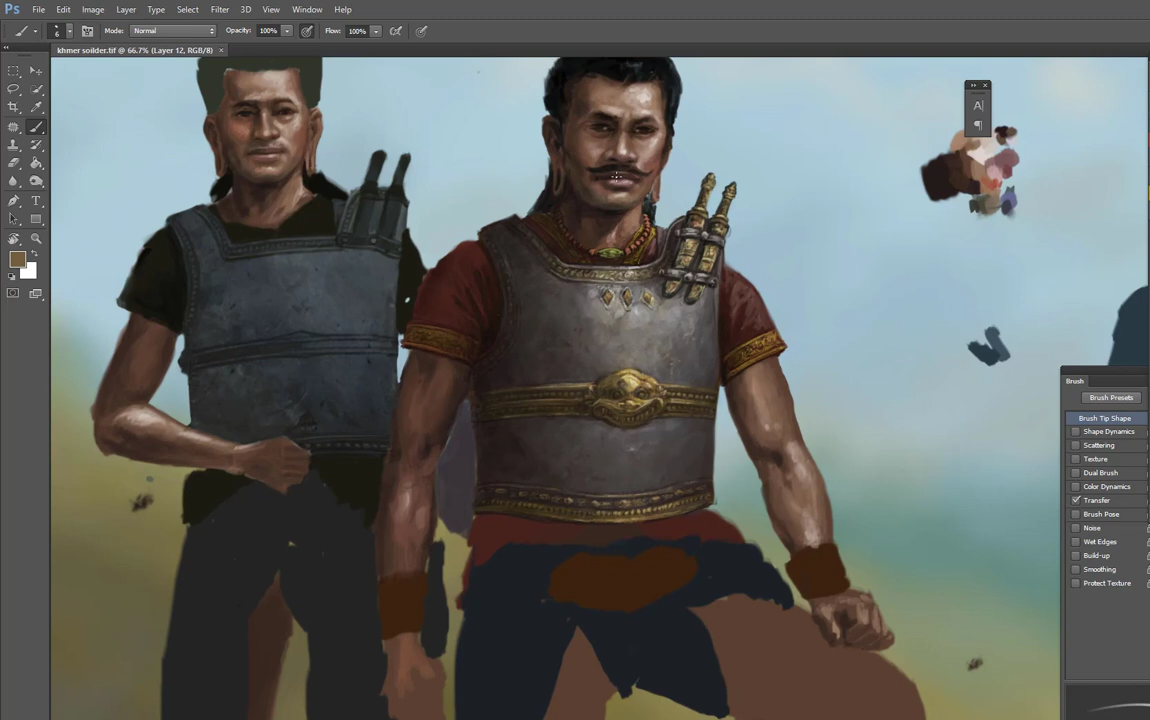 Ps File Edit Image Layer Type Select Filter 3D View Window Help
6 Mode: Normal Opacity: 100% Flow: 100%
khmer soilder.tif @ 66.7% (Layer 12, RGB/8) ×
A
¶
Brush
Brush Presets
Brush Tip Shape
Shape Dynamics
Scattering
Texture
Dual Brush
Color Dynamics
Transfer
Brush Pose
Noise
Wet Edges
Build-up
Smoothing
Protect Texture